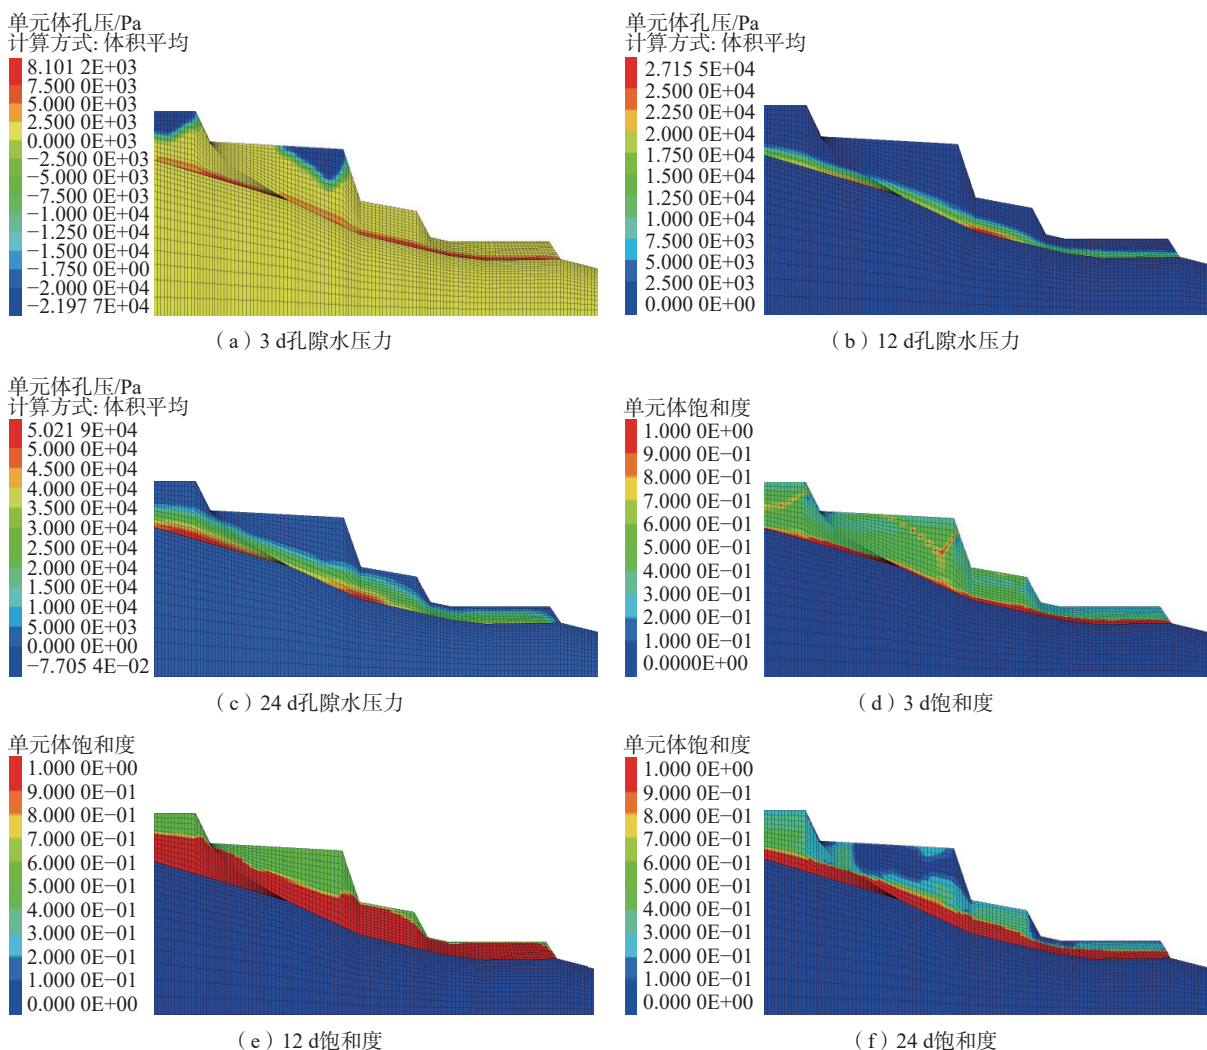 单元体孔压/Pa
计算方式: 体积平均
8.101 2E+03
7.500 0E+03
5.000 0E+03
2.500 0E+03
0.000 0E+03
−2.500 0E+03
−5.000 0E+03
−7.500 0E+03
−1.000 0E+04
−1.250 0E+04
−1.500 0E+04
−1.750 0E+00
−2.000 0E+04
−2.197 7E+04
(a) 3 d孔隙水压力
单元体孔压/Pa
计算方式: 体积平均
2.715 5E+04
2.500 0E+04
2.250 0E+04
2.000 0E+04
1.750 0E+04
1.500 0E+04
1.250 0E+04
1.000 0E+04
7.500 0E+03
5.000 0E+03
2.500 0E+03
0.000 0E+00
(b) 12 d孔隙水压力
单元体孔压/Pa
计算方式: 体积平均
5.021 9E+04
5.000 0E+04
4.500 0E+04
4.000 0E+04
3.500 0E+04
3.000 0E+04
2.500 0E+04
2.000 0E+04
1.500 0E+04
1.000 0E+04
5.000 0E+03
0.000 0E+00
−7.705 4E−02
(c) 24 d孔隙水压力
单元体饱和度
1.000 0E+00
9.000 0E−01
8.000 0E−01
7.000 0E−01
6.000 0E−01
5.000 0E−01
4.000 0E−01
3.000 0E−01
2.000 0E−01
1.000 0E−01
0.0000E+00
(d) 3 d饱和度
单元体饱和度
1.000 0E+00
9.000 0E−01
8.000 0E−01
7.000 0E−01
6.000 0E−01
5.000 0E−01
4.000 0E−01
3.000 0E−01
2.000 0E−01
1.000 0E−01
0.000 0E+00
(e) 12 d饱和度
单元体饱和度
1.000 0E+00
9.000 0E−01
8.000 0E−01
7.000 0E−01
6.000 0E−01
5.000 0E−01
4.000 0E−01
3.000 0E−01
2.000 0E−01
1.000 0E−01
0.000 0E+00
(f) 24 d饱和度